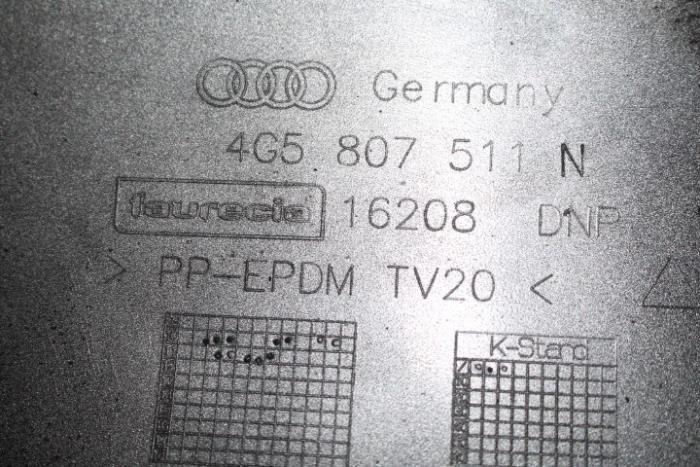 Germany
4G5 807 511 N
faurecia 16208 DNP
> PP-EPDM TV20 <
K-Stand